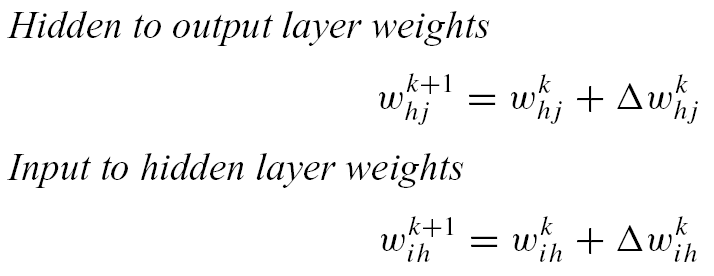 Hidden to output layer weights
w_{hj}^{k+1} = w_{hj}^{k} + Δw_{hj}^{k}
Input to hidden layer weights
w_{ih}^{k+1} = w_{ih}^{k} + Δw_{ih}^{k}